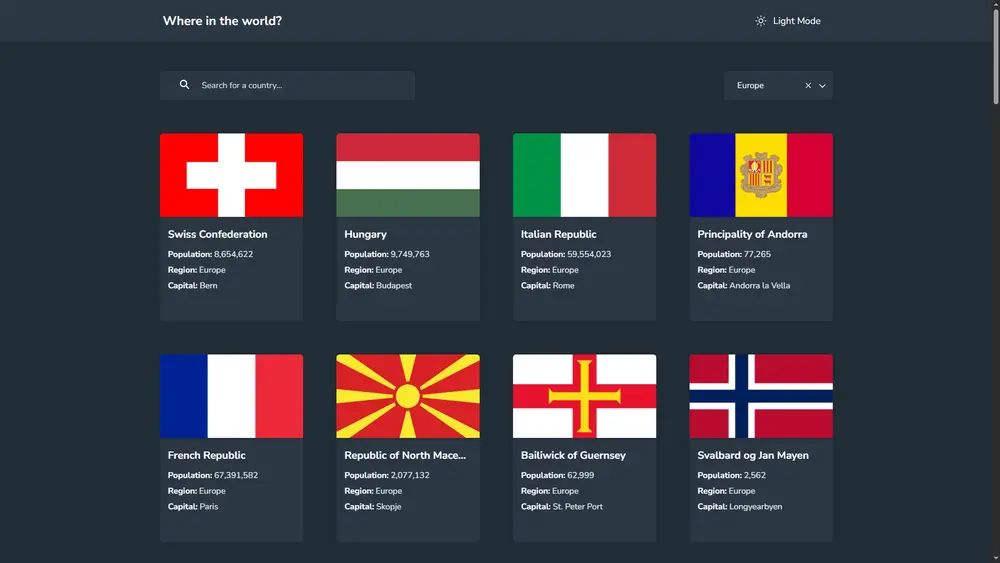 Where in the world?
Light Mode
Search for a country...
Europe
Swiss Confederation
Population: 8,654,622
Region: Europe
Capital: Bern
Hungary
Population: 9,749,763
Region: Europe
Capital: Budapest
Italian Republic
Population: 59,554,023
Region: Europe
Capital: Rome
Principality of Andorra
Population: 77,265
Region: Europe
Capital: Andorra la Vella
French Republic
Population: 67,391,582
Region: Europe
Capital: Paris
Republic of North Mace...
Population: 2,077,132
Region: Europe
Capital: Skopje
Bailiwick of Guernsey
Population: 62,999
Region: Europe
Capital: St. Peter Port
Svalbard og Jan Mayen
Population: 2,562
Region: Europe
Capital: Longyearbyen